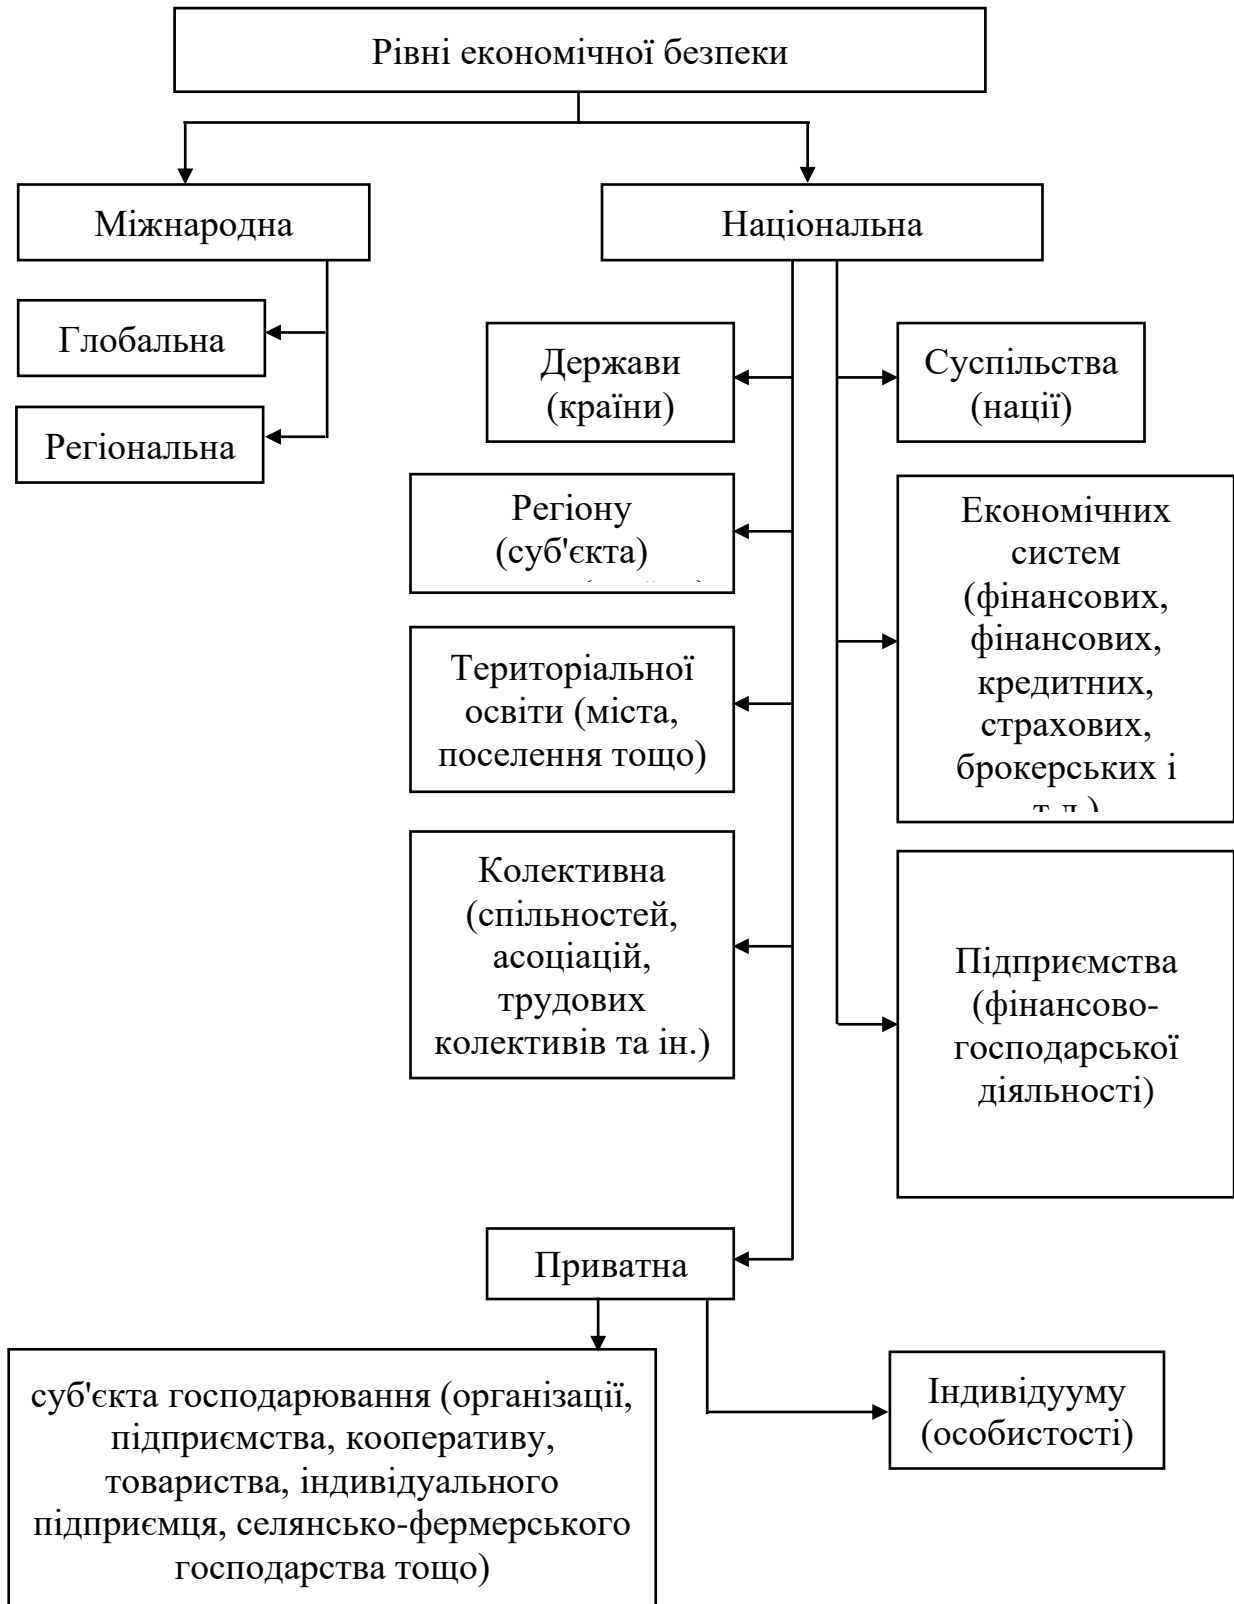 Рівні економічної безпеки
Міжнародна
Національна
Глобальна
Регіональна
Держави
(країни)
Суспільства
(нації)
Регіону
(суб'єкта)
Економічних
систем
(фінансових,
фінансових,
кредитних,
страхових,
брокерських і
т.д.)
Територіальної
освіти (міста,
поселення тощо)
Колективна
(спільностей,
асоціацій,
трудових
колективів та ін.)
Підприємства
(фінансово-
господарської
діяльності)
Приватна
суб'єкта господарювання (організації,
підприємства, кооперативу,
товариства, індивідуального
підприємця, селянсько-фермерського
господарства тощо)
Індивідууму
(особистості)